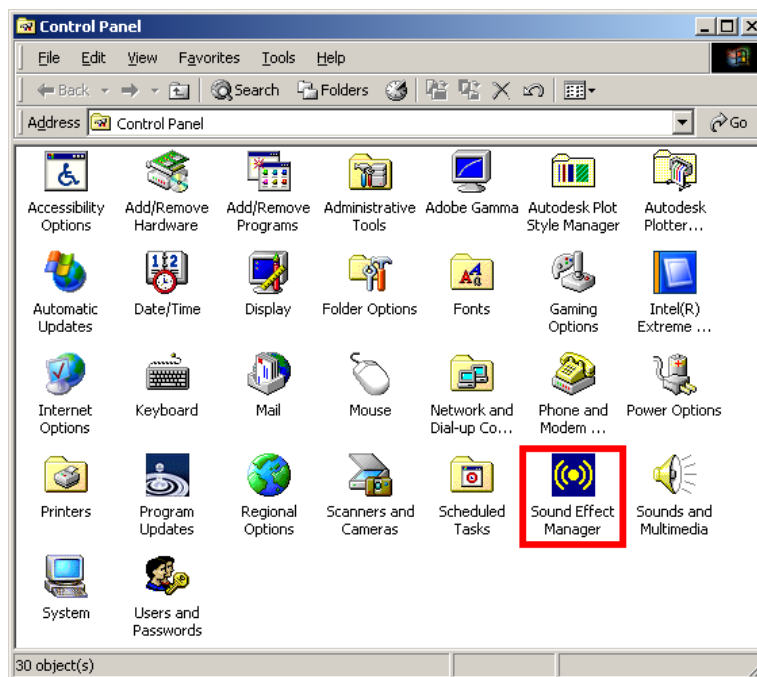 Control Panel
File Edit View Favorites Tools Help
Back Search Folders
Address Control Panel Go
Accessibility Options
Add/Remove Hardware
Add/Remove Programs
Administrative Tools
Adobe Gamma
Autodesk Plot Style Manager
Autodesk Plotter...
Automatic Updates
Date/Time
Display
Folder Options
Fonts
Gaming Options
Intel(R) Extreme ...
Internet Options
Keyboard
Mail
Mouse
Network and Dial-up Co...
Phone and Modem ...
Power Options
Printers
Program Updates
Regional Options
Scanners and Cameras
Scheduled Tasks
Sound Effect Manager
Sounds and Multimedia
System
Users and Passwords
30 object(s)